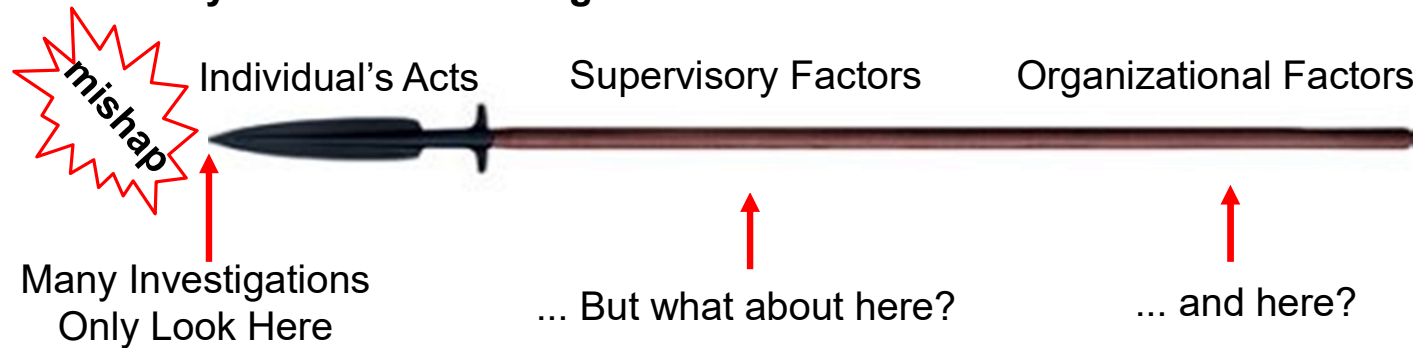 mishap
Individual's Acts
Supervisory Factors
Organizational Factors
Many Investigations
Only Look Here
... But what about here?
... and here?